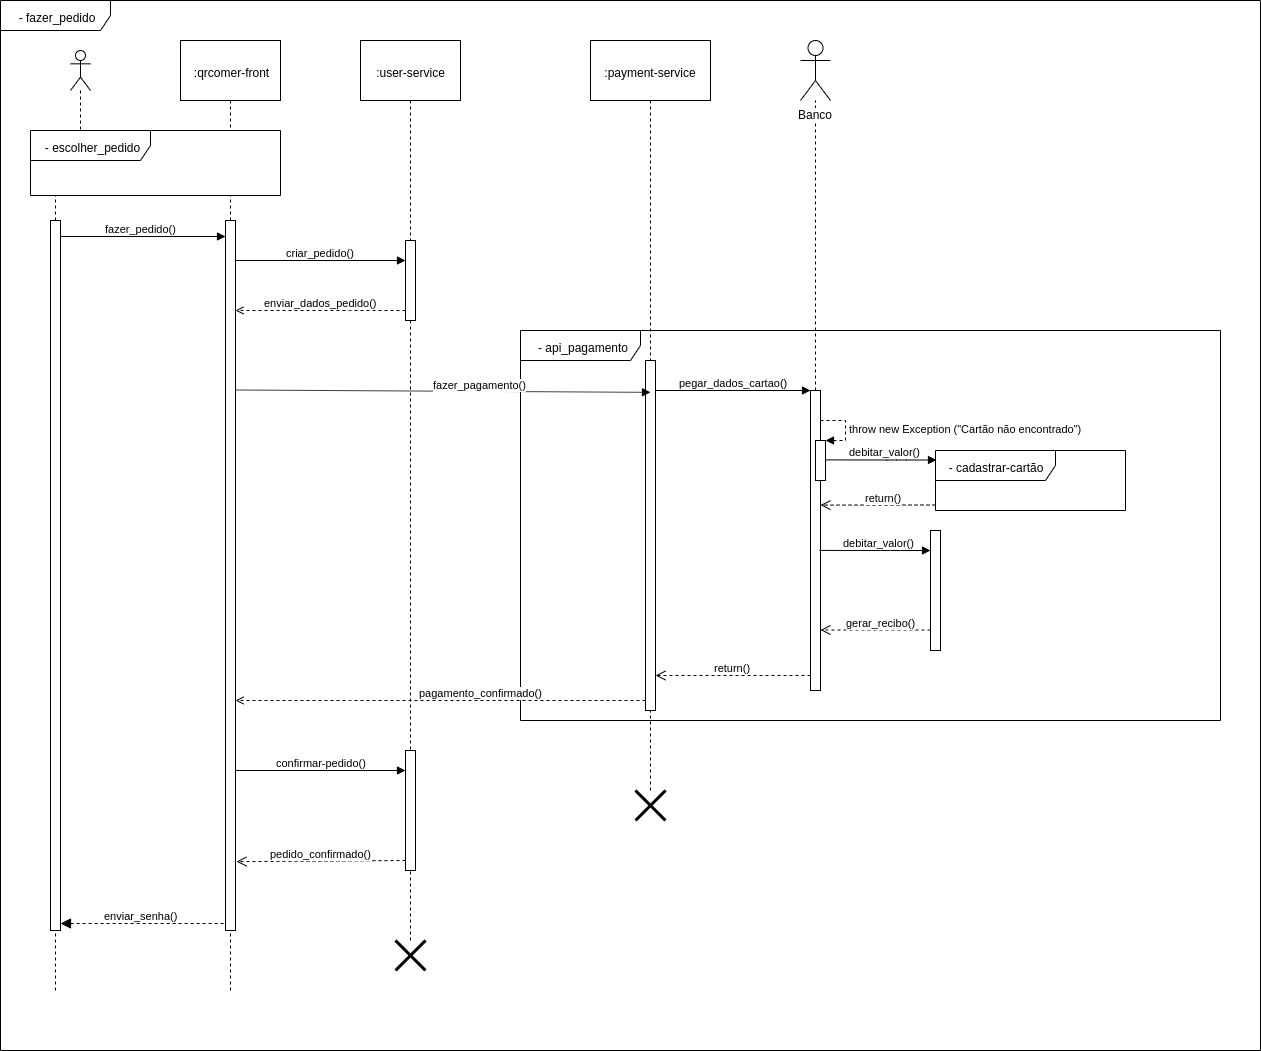 - fazer_pedido
:qrcomer-front
:user-service
:payment-service
Banco
- escolher_pedido
fazer_pedido()
criar_pedido()
enviar_dados_pedido()
- api_pagamento
fazer_pagamento()
pegar_dados_cartao()
throw new Exception ("Cartão não encontrado")
debitar_valor()
- cadastrar-cartão
return()
debitar_valor()
gerar_recibo()
return()
pagamento_confirmado()
confirmar-pedido()
pedido_confirmado()
enviar_senha()